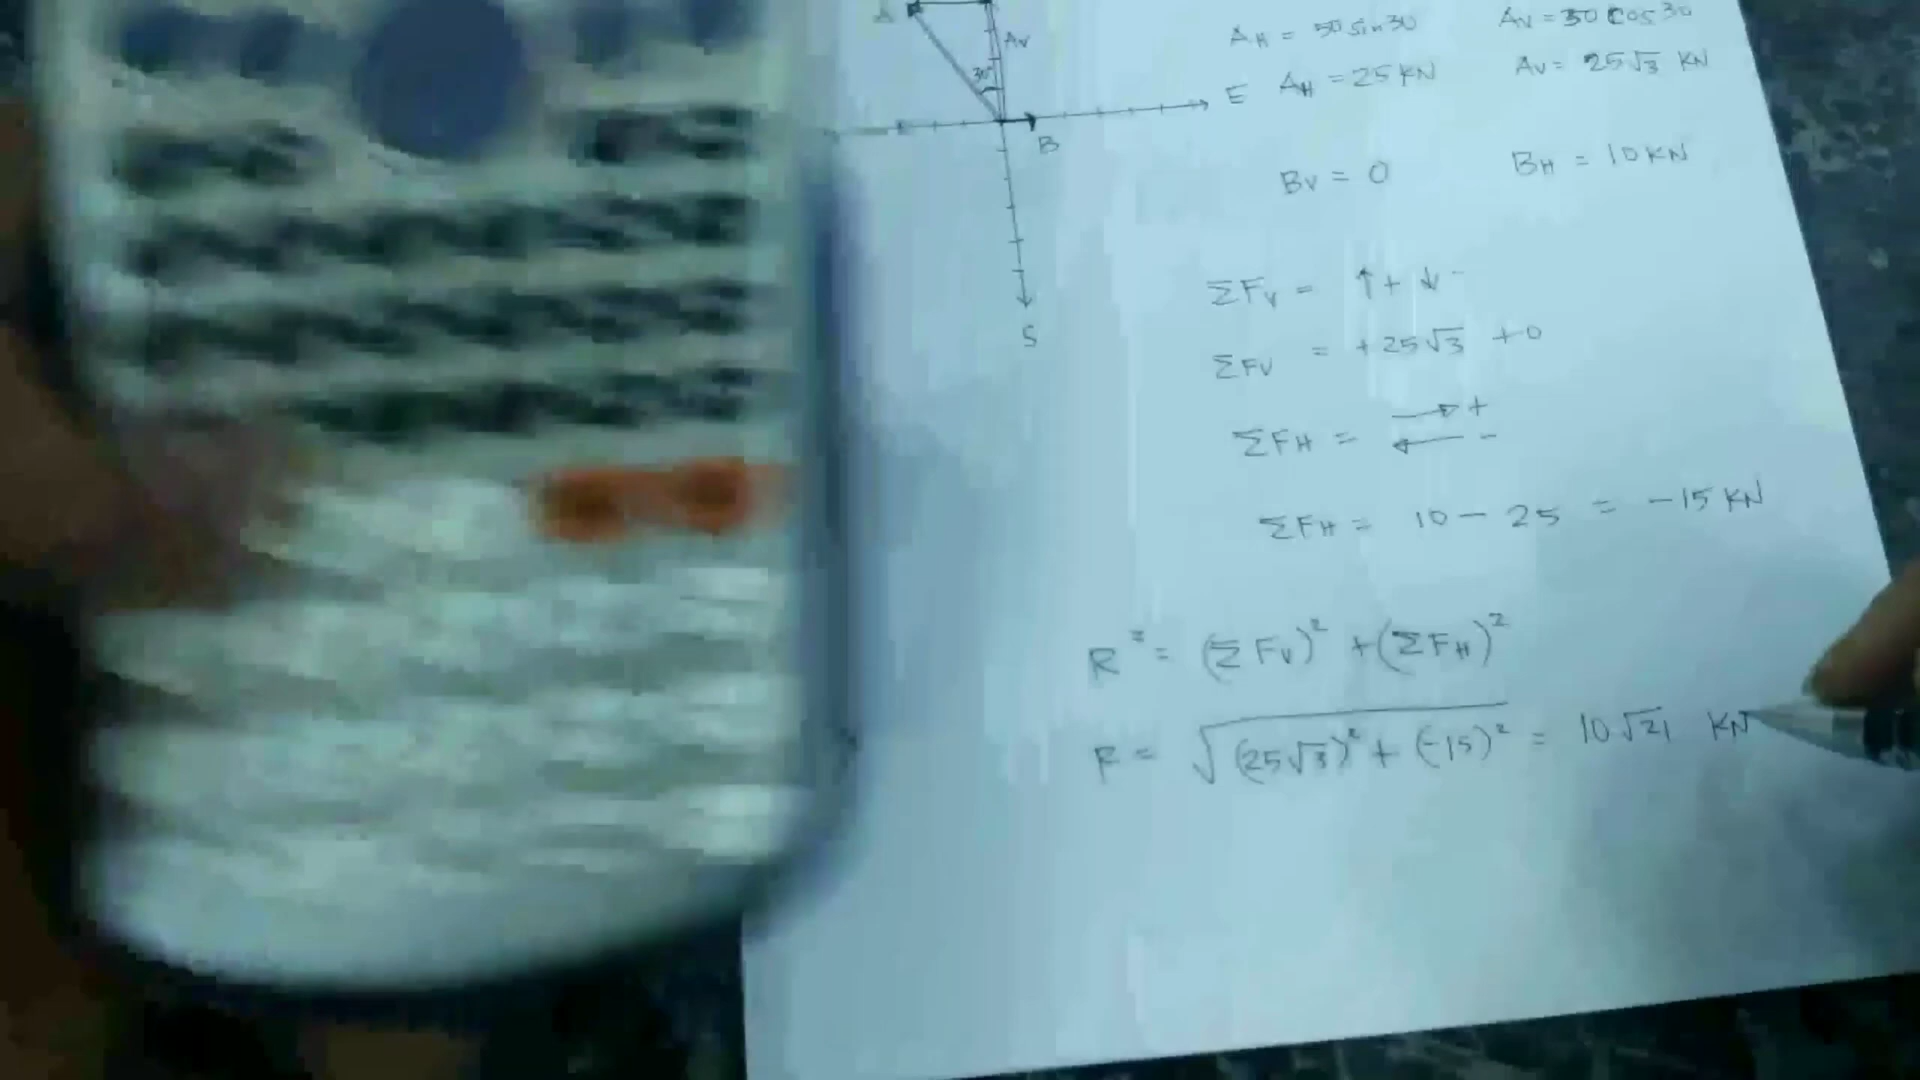 A
Av
30°
E
B
S
AH = 50 sin 30
Av = 50 cos 30
AH = 25 KN
Av = 25√3 KN
Bv = 0
BH = 10 KN
ΣFv = ↑+ ↓-
ΣFv = +25√3 +0
ΣFH = → + ← -
ΣFH = 10 - 25 = -15 KN
R² = (ΣFv)² + (ΣFH)²
R = √(25√3)² + (-15)² = 10√21 KN